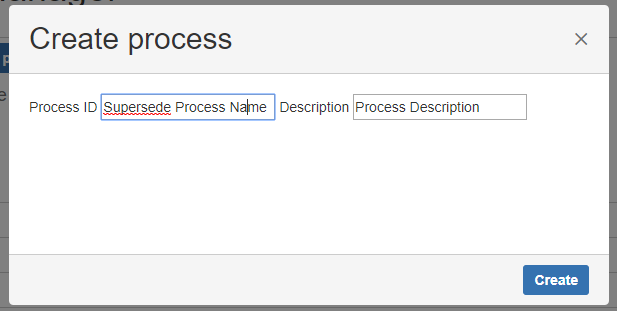 Create process
×
Process ID Supersede Process Name Description Process Description
Create